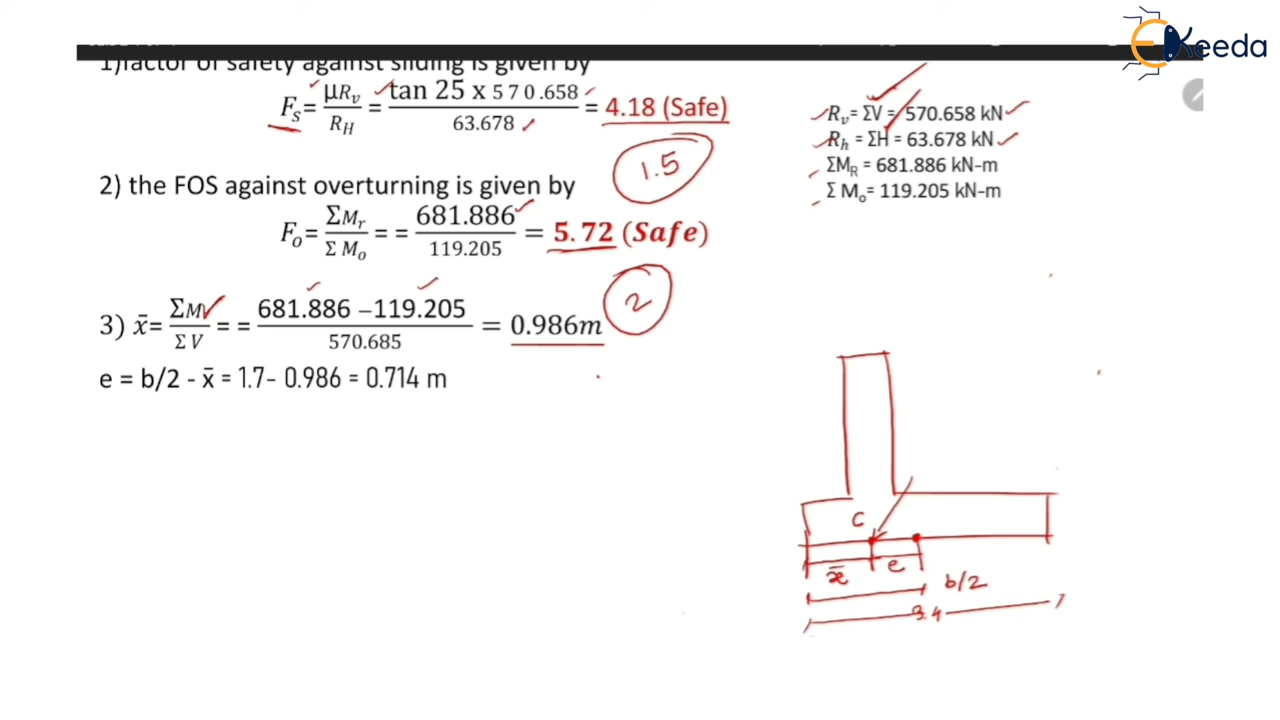 Ekeeda
1)factor of safety against sliding is given by
Fs= μRv/RH = tan 25 x 570.658/63.678 = 4.18 (Safe)
1.5
2) the FOS against overturning is given by
Fo= ΣMr/Σ Mo = = 681.886/119.205 = 5.72 (Safe)
2
3) x̄= ΣM/Σ V = = 681.886 −119.205/570.685 = 0.986m
e = b/2 - x̄ = 1.7- 0.986 = 0.714 m
Rv= ΣV = 570.658 kN
Rh = ΣH = 63.678 kN
ΣMR = 681.886 kN-m
Σ Mo= 119.205 kN-m
C
x̄ e
b/2
3.4